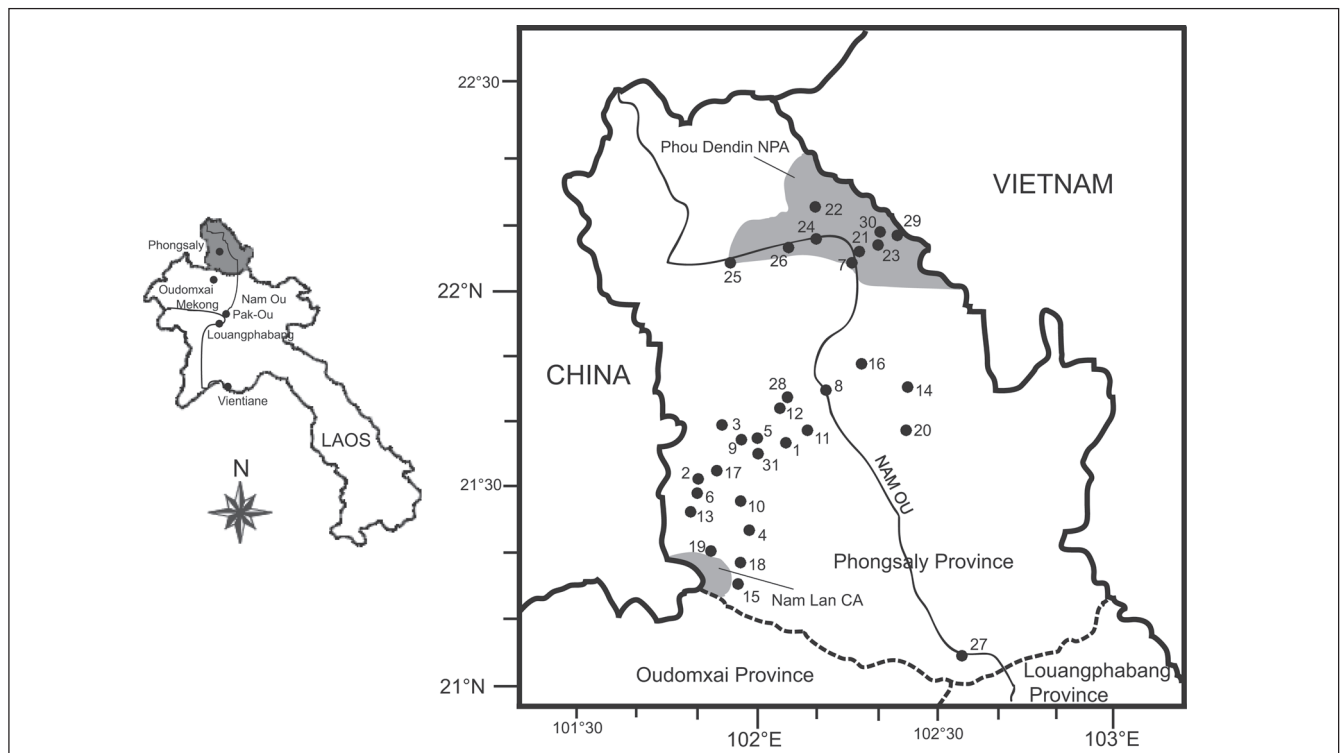 Phongsaly
Oudomxai
Mekong
Nam Ou
Pak-Ou
Louangphabang
Vientiane
LAOS
N
22°30
22°N
21°30
21°N
Phou Dendin NPA
VIETNAM
22
30
29
24
21
23
26
7
25
CHINA
16
28
8
14
12
3
5
11
20
9
1
31
2
17
NAM OU
6
10
13
4
19
Phongsaly Province
18
15
Nam Lan CA
27
Oudomxai Province
Louangphabang
Province
101°30
102°E
102°30
103°E